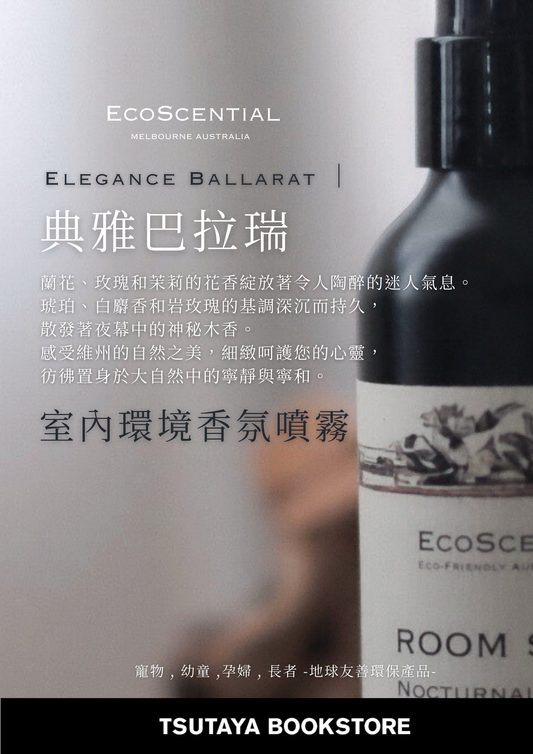 ECOSCENTIAL
MELBOURNE AUSTRALIA
ELEGANCE BALLARAT |
典雅巴拉瑞
蘭花、玫瑰和茉莉的花香綻放著令人陶醉的迷人氣息。
琥珀、白麝香和岩玫瑰的基調深沉而持久，
散發著夜幕中的神秘木香。
感受維州的自然之美，細緻呵護您的心靈，
彷彿置身於大自然中的寧靜與寧和。
室內環境香氛噴霧
ECOSCE
ECO-FRIENDLY AU
ROOM S
NOCTURNAL
寵物 , 幼童 ,孕婦 , 長者 -地球友善環保產品-
TSUTAYA BOOKSTORE